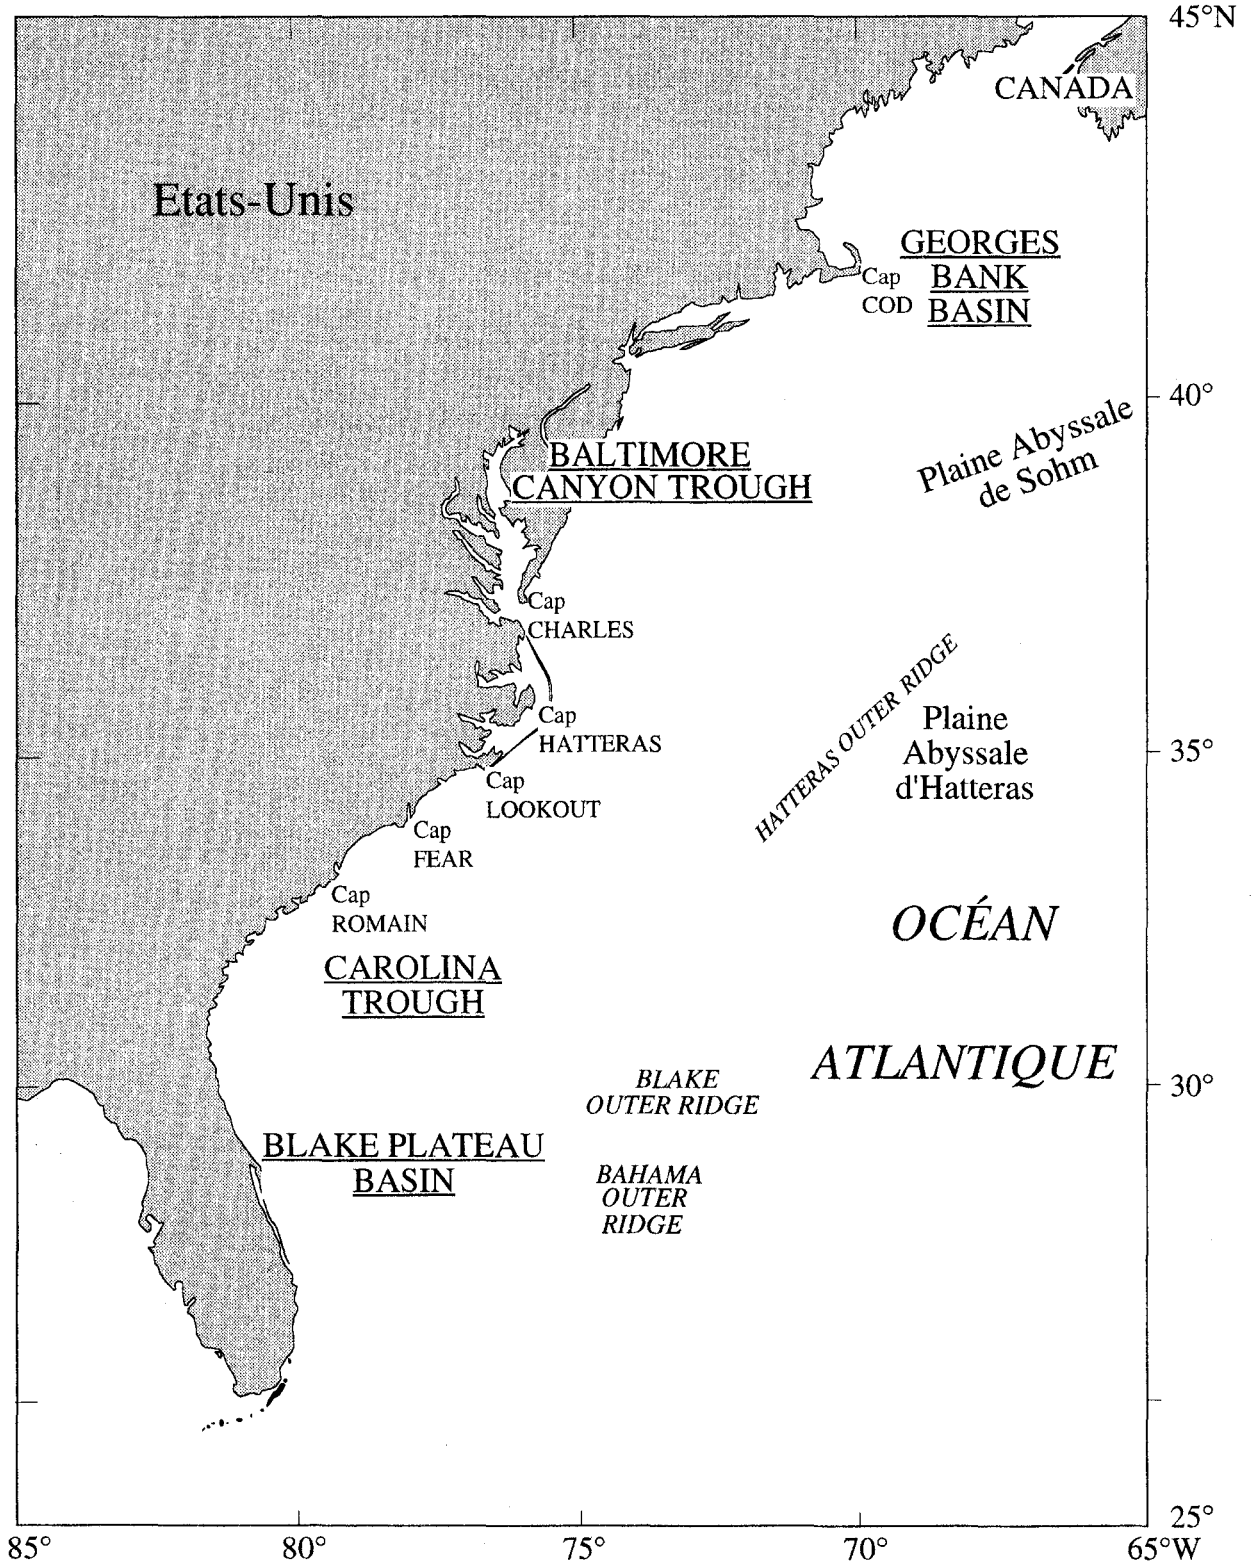 45°N
CANADA
Etats-Unis
GEORGES
BANK
BASIN
Cap
COD
40°
Plaine Abyssale
de Sohm
BALTIMORE
CANYON TROUGH
Cap
CHARLES
HATTERAS OUTER RIDGE
Cap
HATTERAS
Plaine
Abyssale
d'Hatteras
35°
Cap
LOOKOUT
Cap
FEAR
Cap
ROMAIN
OCÉAN
CAROLINA
TROUGH
ATLANTIQUE
30°
BLAKE
OUTER RIDGE
BLAKE PLATEAU
BASIN
BAHAMA
OUTER
RIDGE
25°
85°
80°
75°
70°
65°W